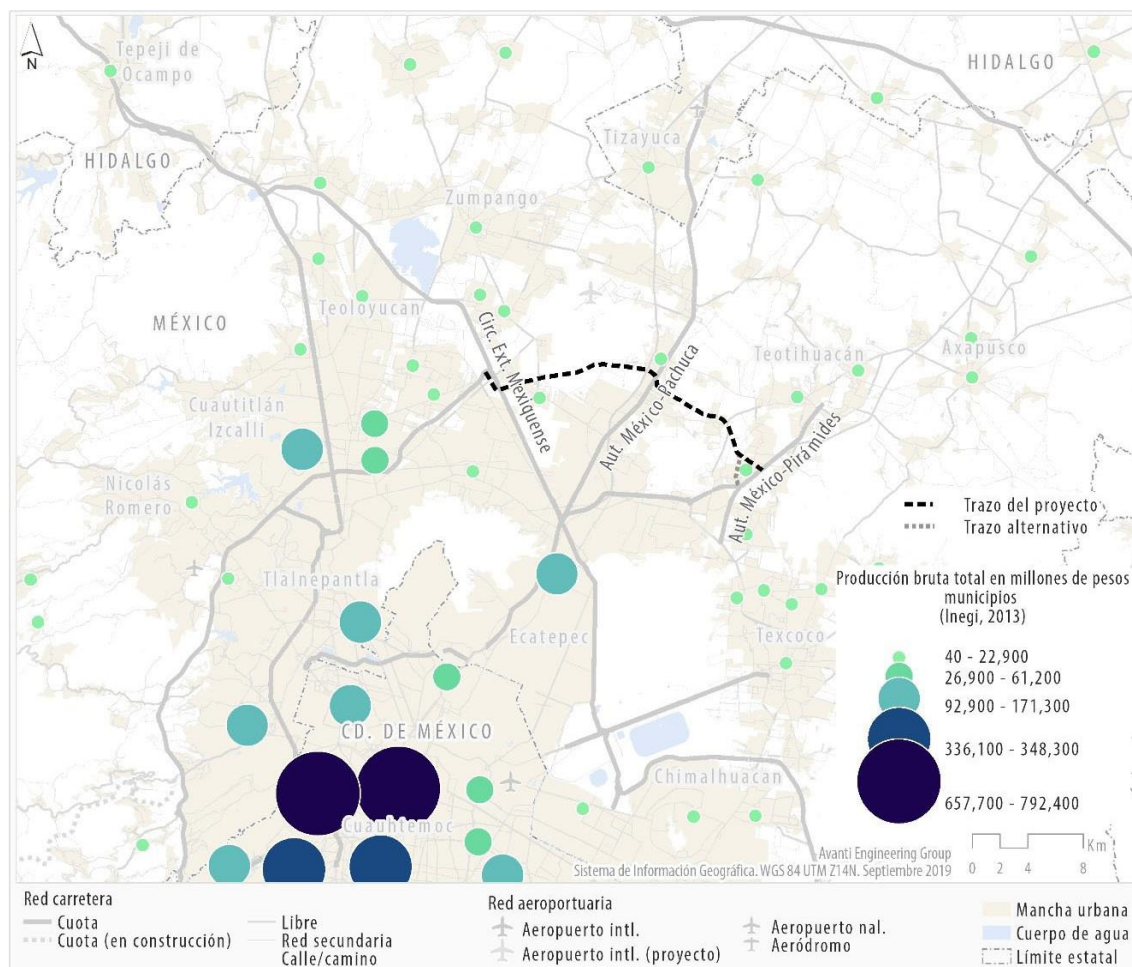 N
Tepeji de
Ocampo
HIDALGO
HIDALGO
Tizayuca
Zumpango
MÉXICO
Teoloyucan
Circ. Ext. Mexiquense
Aut. México-Pachuca
Teotihuacán
Axapusco
Cuautitlán
Izcalli
Aut. México-Pirámides
Nicolás
Romero
Trazo del proyecto
Trazo alternativo
Tlalnepantla
Ecatepec
Texcoco
Producción bruta total en millones de pesos
municipios
(Inegi, 2013)
40 - 22,900
26,900 - 61,200
92,900 - 171,300
336,100 - 348,300
657,700 - 792,400
CD. DE MÉXICO
Chimalhuacan
Cuauhtemoc
0 4 8 Km
Avanti Engineering Group
Sistema de Información Geográfica. WGS 84 UTM Z14N. Septiembre 2019
Red carretera
Cuota
Cuota (en construcción)
Libre
Red secundaria
Calle/camino
Red aeroportuaria
Aeropuerto intl.
Aeropuerto intl. (proyecto)
Aeropuerto nal.
Aeródromo
Mancha urbana
Cuerpo de agua
Límite estatal